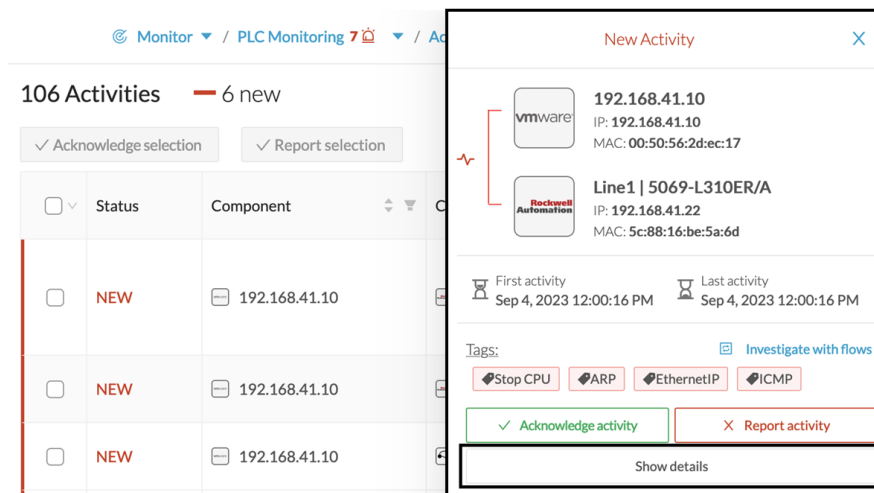 Monitor / PLC Monitoring 7 / Ac
106 Activities 6 new
Acknowledge selection Report selection
Status Component C
NEW 192.168.41.10
NEW 192.168.41.10
NEW 192.168.41.10
New Activity
vmware
192.168.41.10
IP: 192.168.41.10
MAC: 00:50:56:2d:ec:17
Rockwell
Automation
Line1 | 5069-L310ER/A
IP: 192.168.41.22
MAC: 5c:88:16:be:5a:6d
First activity
Sep 4, 2023 12:00:16 PM
Last activity
Sep 4, 2023 12:00:16 PM
Tags: Investigate with flows
Stop CPU ARP EthernetIP ICMP
Acknowledge activity Report activity
Show details